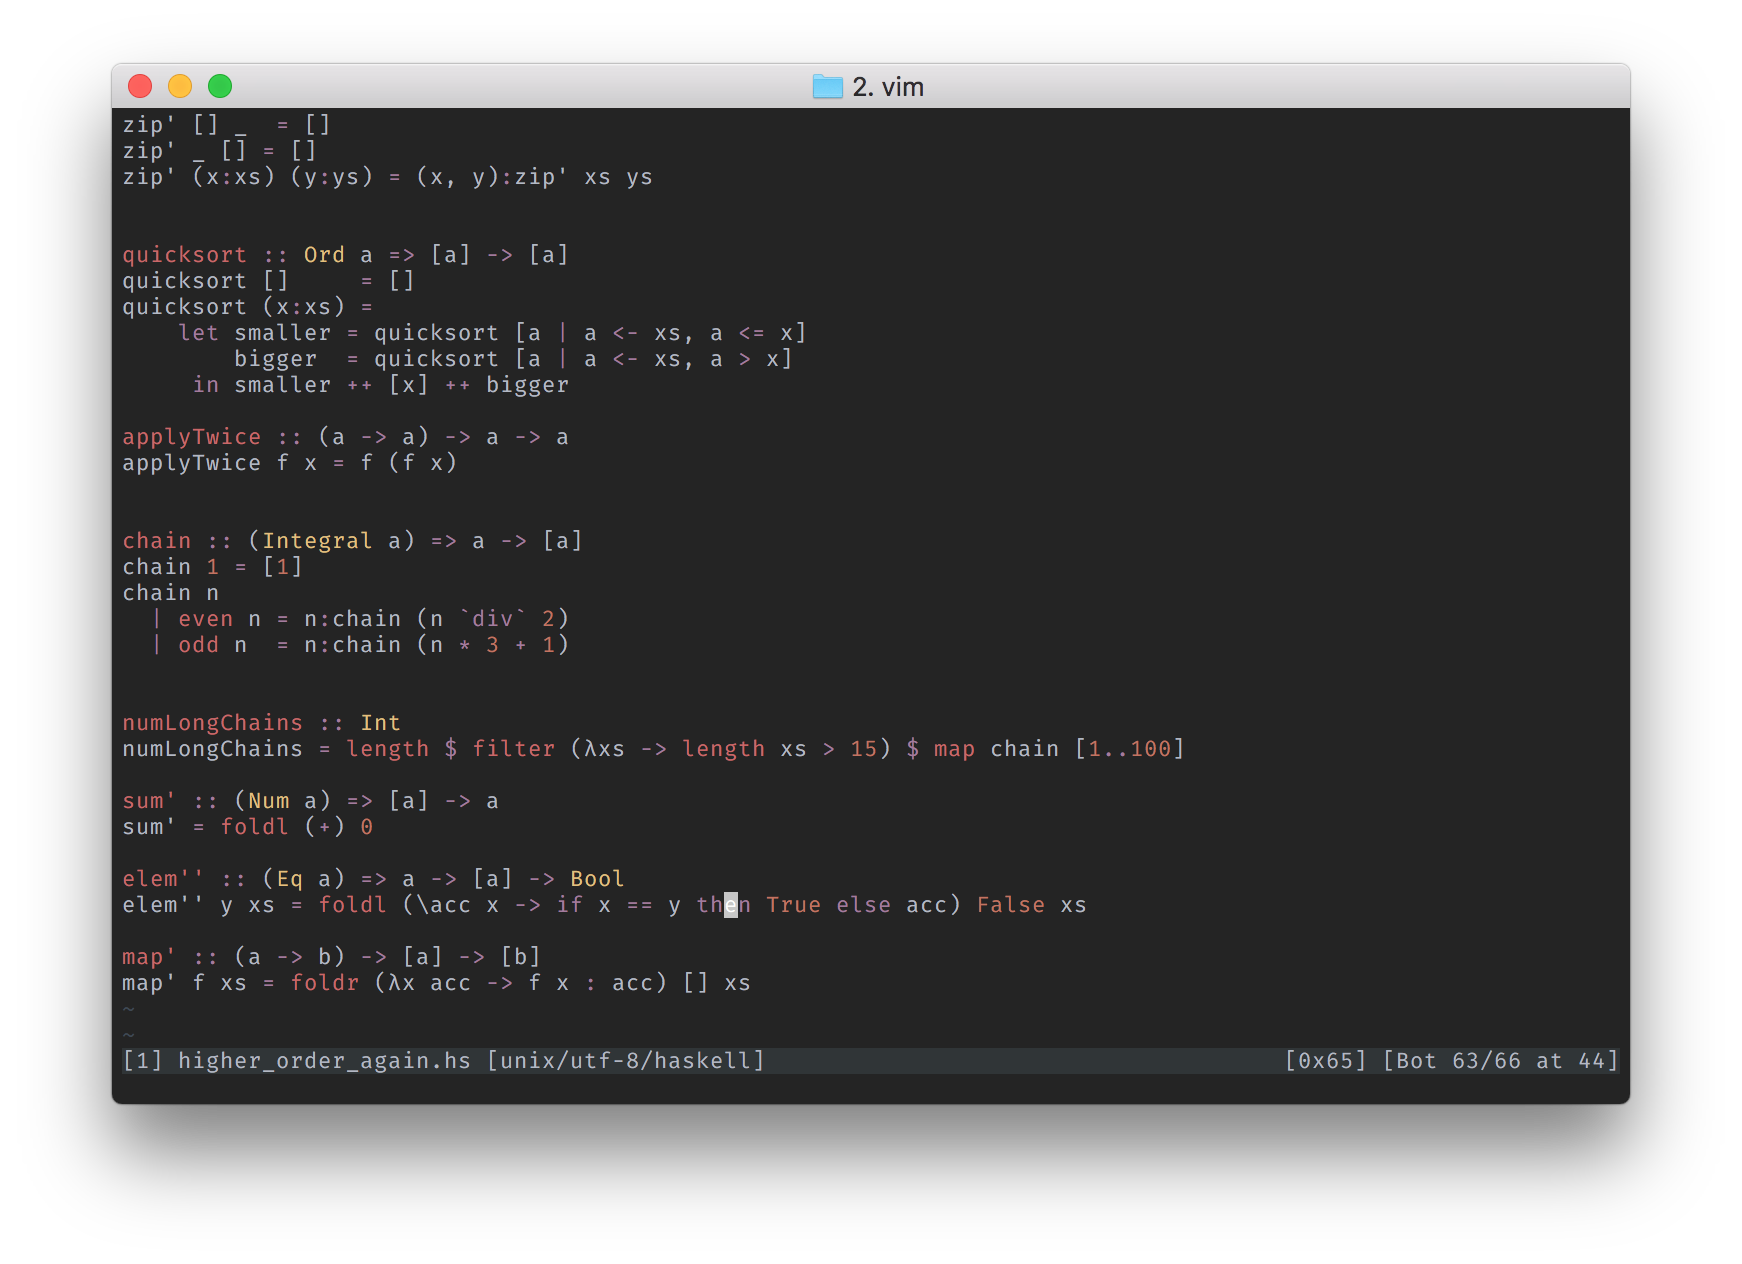 2. vim
zip' [] _  = []
zip' _ [] = []
zip' (x:xs) (y:ys) = (x, y):zip' xs ys
quicksort :: Ord a => [a] -> [a]
quicksort []     = []
quicksort (x:xs) =
    let smaller = quicksort [a | a <- xs, a <= x]
        bigger  = quicksort [a | a <- xs, a > x]
     in smaller ++ [x] ++ bigger
applyTwice :: (a -> a) -> a -> a
applyTwice f x = f (f x)
chain :: (Integral a) => a -> [a]
chain 1 = [1]
chain n
  | even n = n:chain (n `div` 2)
  | odd n  = n:chain (n * 3 + 1)
numLongChains :: Int
numLongChains = length $ filter (λxs -> length xs > 15) $ map chain [1..100]
sum' :: (Num a) => [a] -> a
sum' = foldl (+) 0
elem'' :: (Eq a) => a -> [a] -> Bool
elem'' y xs = foldl (\acc x -> if x == y then True else acc) False xs
map' :: (a -> b) -> [a] -> [b]
map' f xs = foldr (λx acc -> f x : acc) [] xs
~
~
[1] higher_order_again.hs [unix/utf-8/haskell] [0x65] [Bot 63/66 at 44]